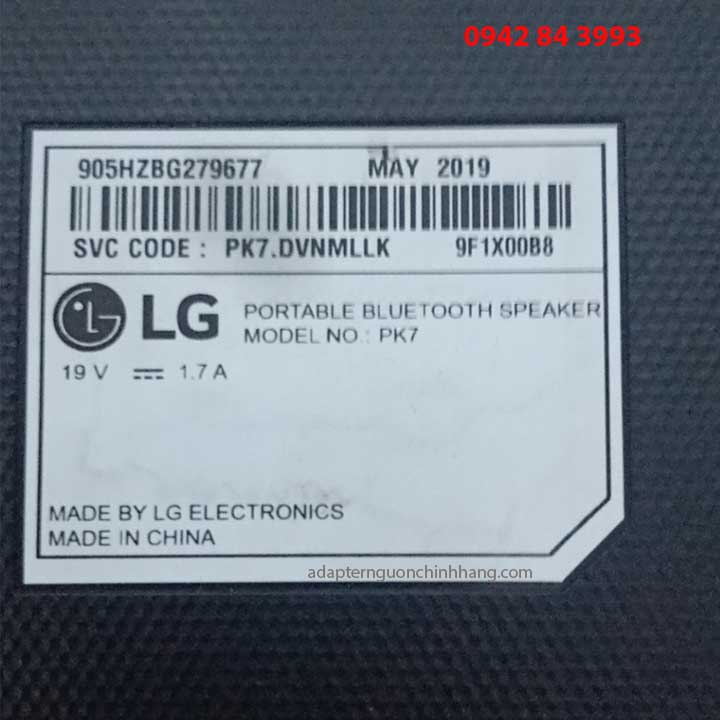 0942 84 3993
905HZBG279677 MAY 2019
SVC CODE : PK7.DVNMLLK 9F1X00B8
LG LG PORTABLE BLUETOOTH SPEAKER
MODEL NO.: PK7
19 V ⎓ 1.7 A
MADE BY LG ELECTRONICS
MADE IN CHINA
adapternguonchinhhang.com